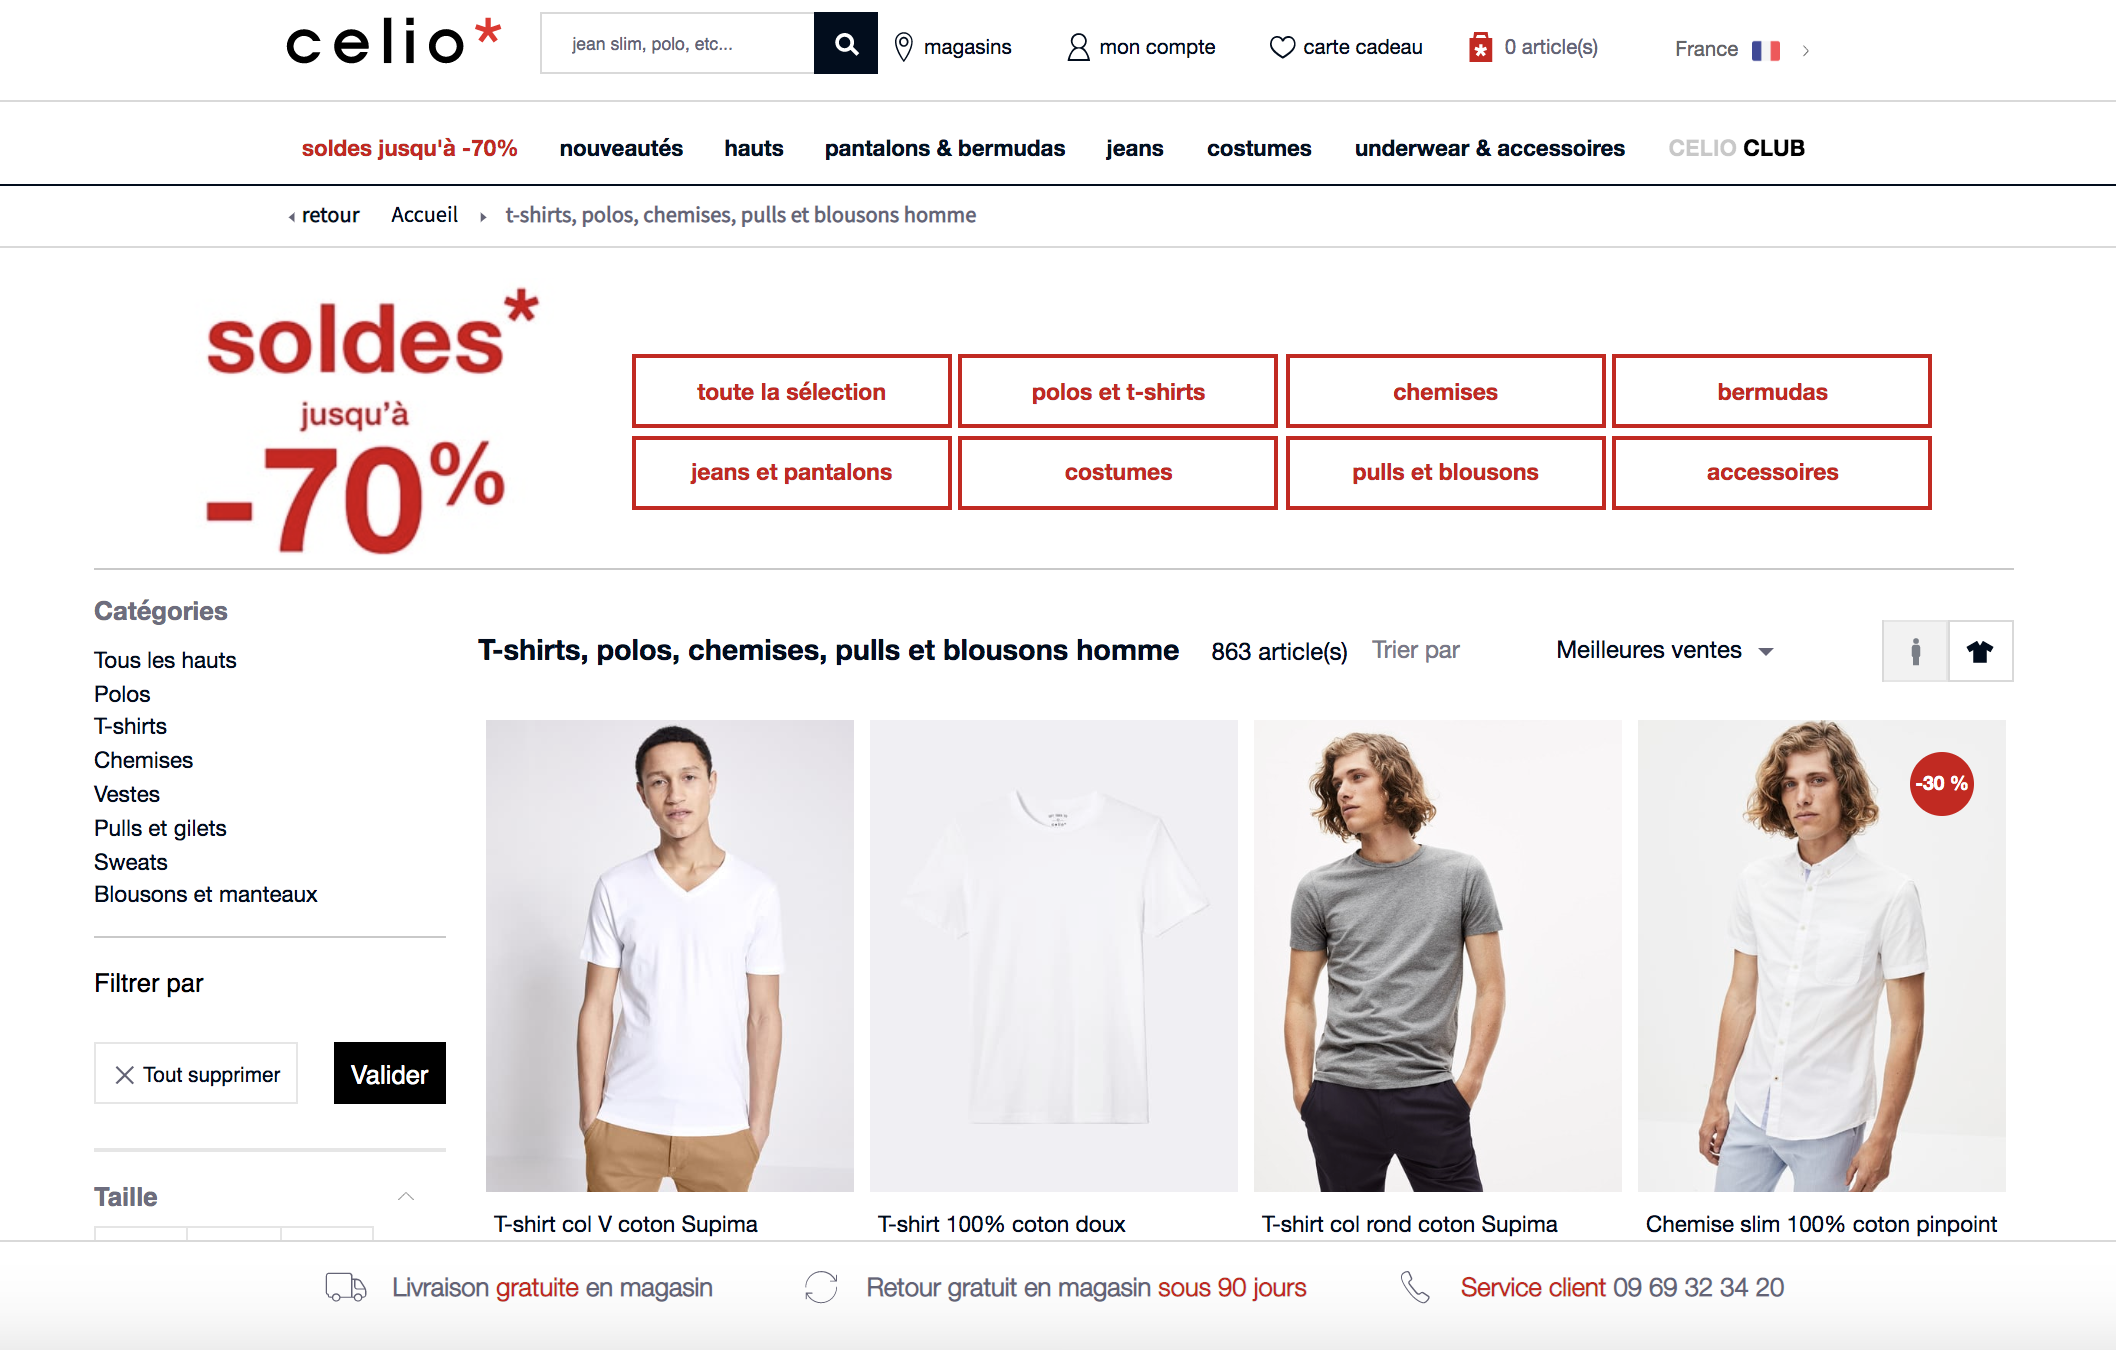 celio*
jean slim, polo, etc...
magasins
mon compte
carte cadeau
0 article(s)
France
soldes jusqu'à -70%
nouveautés
hauts
pantalons & bermudas
jeans
costumes
underwear & accessoires
CELIO CLUB
retour
Accueil
t-shirts, polos, chemises, pulls et blousons homme
soldes*
jusqu'à
-70%
toute la sélection
polos et t-shirts
chemises
bermudas
jeans et pantalons
costumes
pulls et blousons
accessoires
Catégories
Tous les hauts
Polos
T-shirts
Chemises
Vestes
Pulls et gilets
Sweats
Blousons et manteaux
Filtrer par
Tout supprimer
Valider
Taille
T-shirts, polos, chemises, pulls et blousons homme
863 article(s)
Trier par
Meilleures ventes
-30 %
T-shirt col V coton Supima
T-shirt 100% coton doux
T-shirt col rond coton Supima
Chemise slim 100% coton pinpoint
Livraison gratuite en magasin
Retour gratuit en magasin sous 90 jours
Service client 09 69 32 34 20